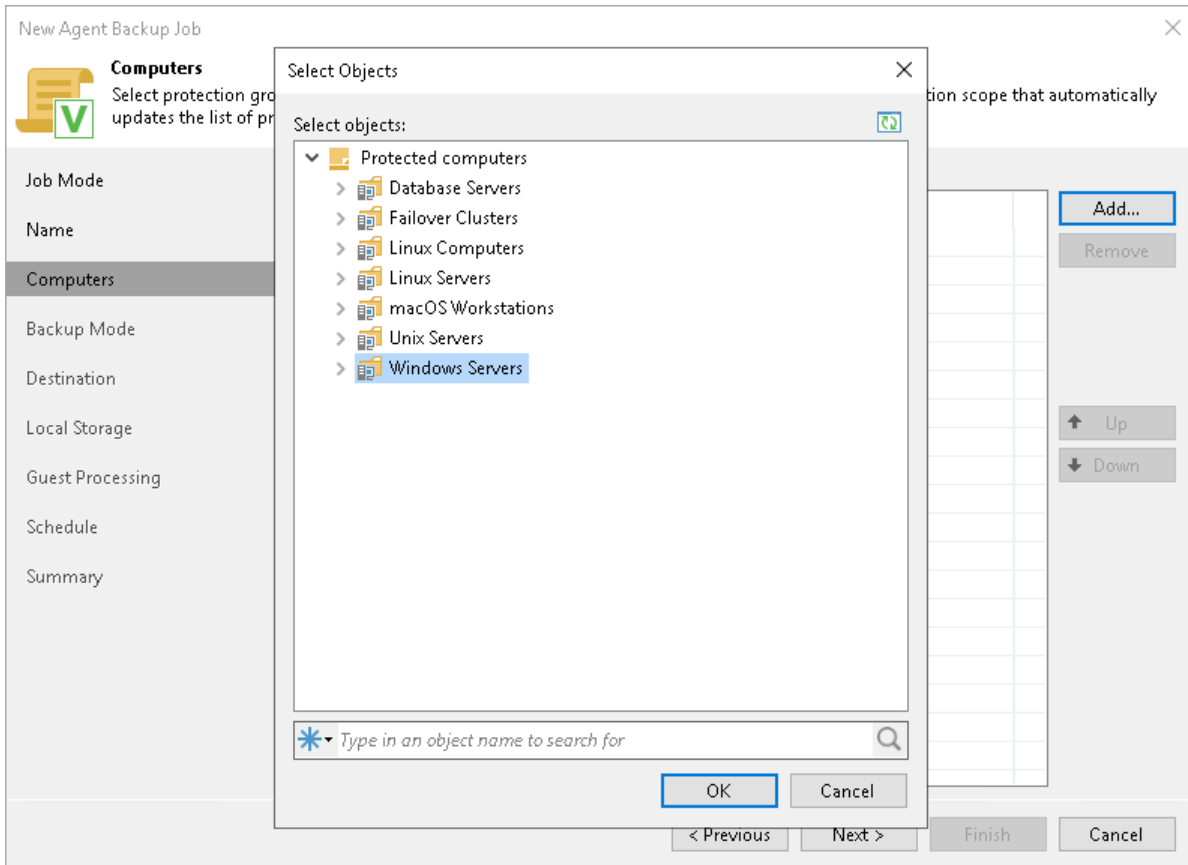 New Agent Backup Job
Computers
Select protection gro
tion scope that automatically
updates the list of pr
Job Mode
Name
Computers
Backup Mode
Destination
Local Storage
Guest Processing
Schedule
Summary
Select Objects
Select objects:
Protected computers
Database Servers
Failover Clusters
Linux Computers
Linux Servers
macOS Workstations
Unix Servers
Windows Servers
Type in an object name to search for
OK
Cancel
Add...
Remove
Up
Down
< Previous
Next >
Finish
Cancel